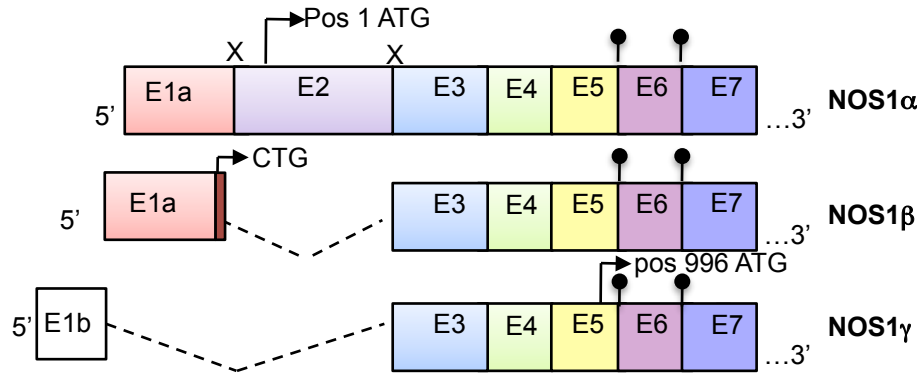 Pos 1 ATG
X X
5’ E1a E2 E3 E4 E5 E6 E7 …3’ NOS1α
CTG
5’ E1a E3 E4 E5 E6 E7 …3’ NOS1β
pos 996 ATG
5’ E1b E3 E4 E5 E6 E7 …3’ NOS1γ